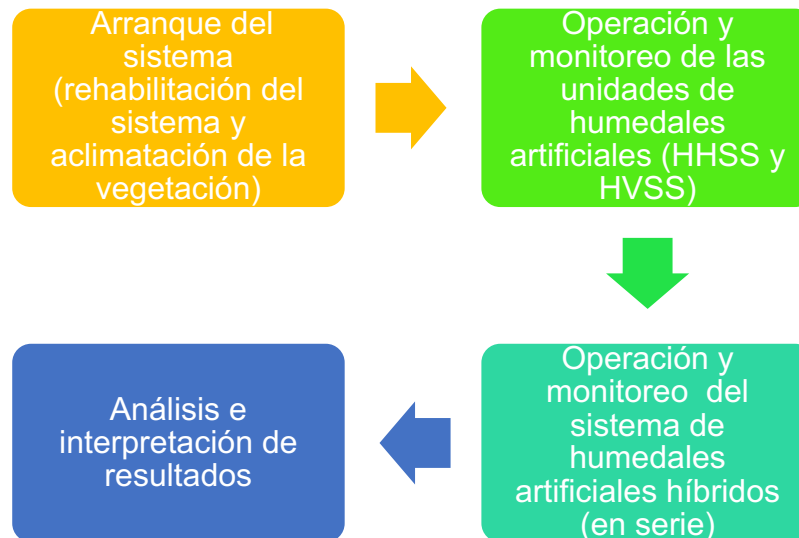 Arranque del
sistema
(rehabilitación del
sistema y
aclimatación de la
vegetación)
Operación y
monitoreo de las
unidades de
humedales
artificiales (HHSS y
HVSS)
Operación y
monitoreo  del
sistema de
humedales
artificiales híbridos
(en serie)
Análisis e
interpretación de
resultados